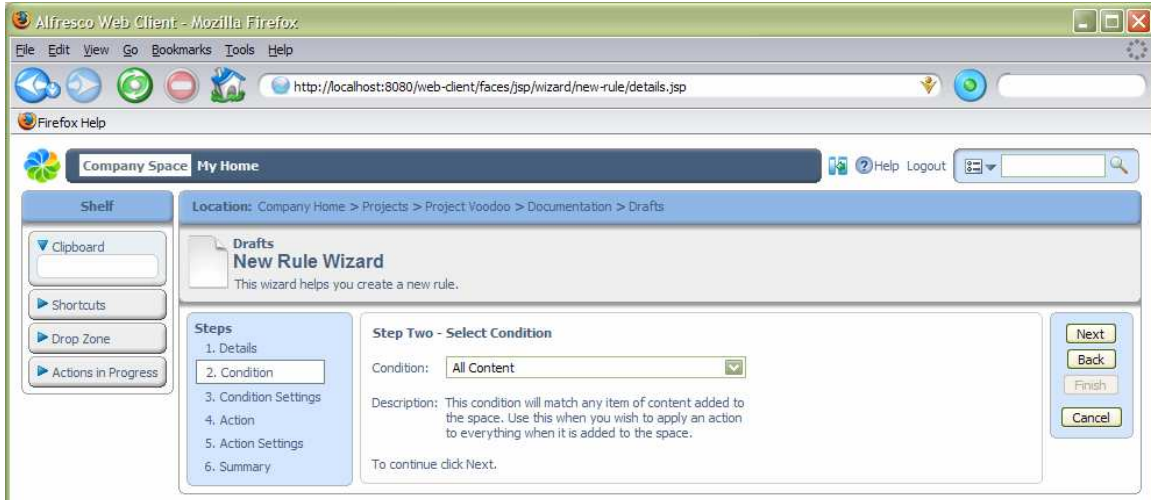 Alfresco Web Client - Mozilla Firefox
File Edit View Go Bookmarks Tools Help
http://localhost:8080/web-client/faces/jsp/wizard/new-rule/details.jsp
Firefox Help
Company Space My Home
Help Logout
Shelf
Location: Company Home > Projects > Project Voodoo > Documentation > Drafts
Clipboard
Shortcuts
Drop Zone
Actions in Progress
Drafts
New Rule Wizard
This wizard helps you create a new rule.
Steps
1. Details
2. Condition
3. Condition Settings
4. Action
5. Action Settings
6. Summary
Step Two - Select Condition
Condition: All Content
Description: This condition will match any item of content added to
the space. Use this when you wish to apply an action
to everything when it is added to the space.
To continue click Next.
Next
Back
Finish
Cancel